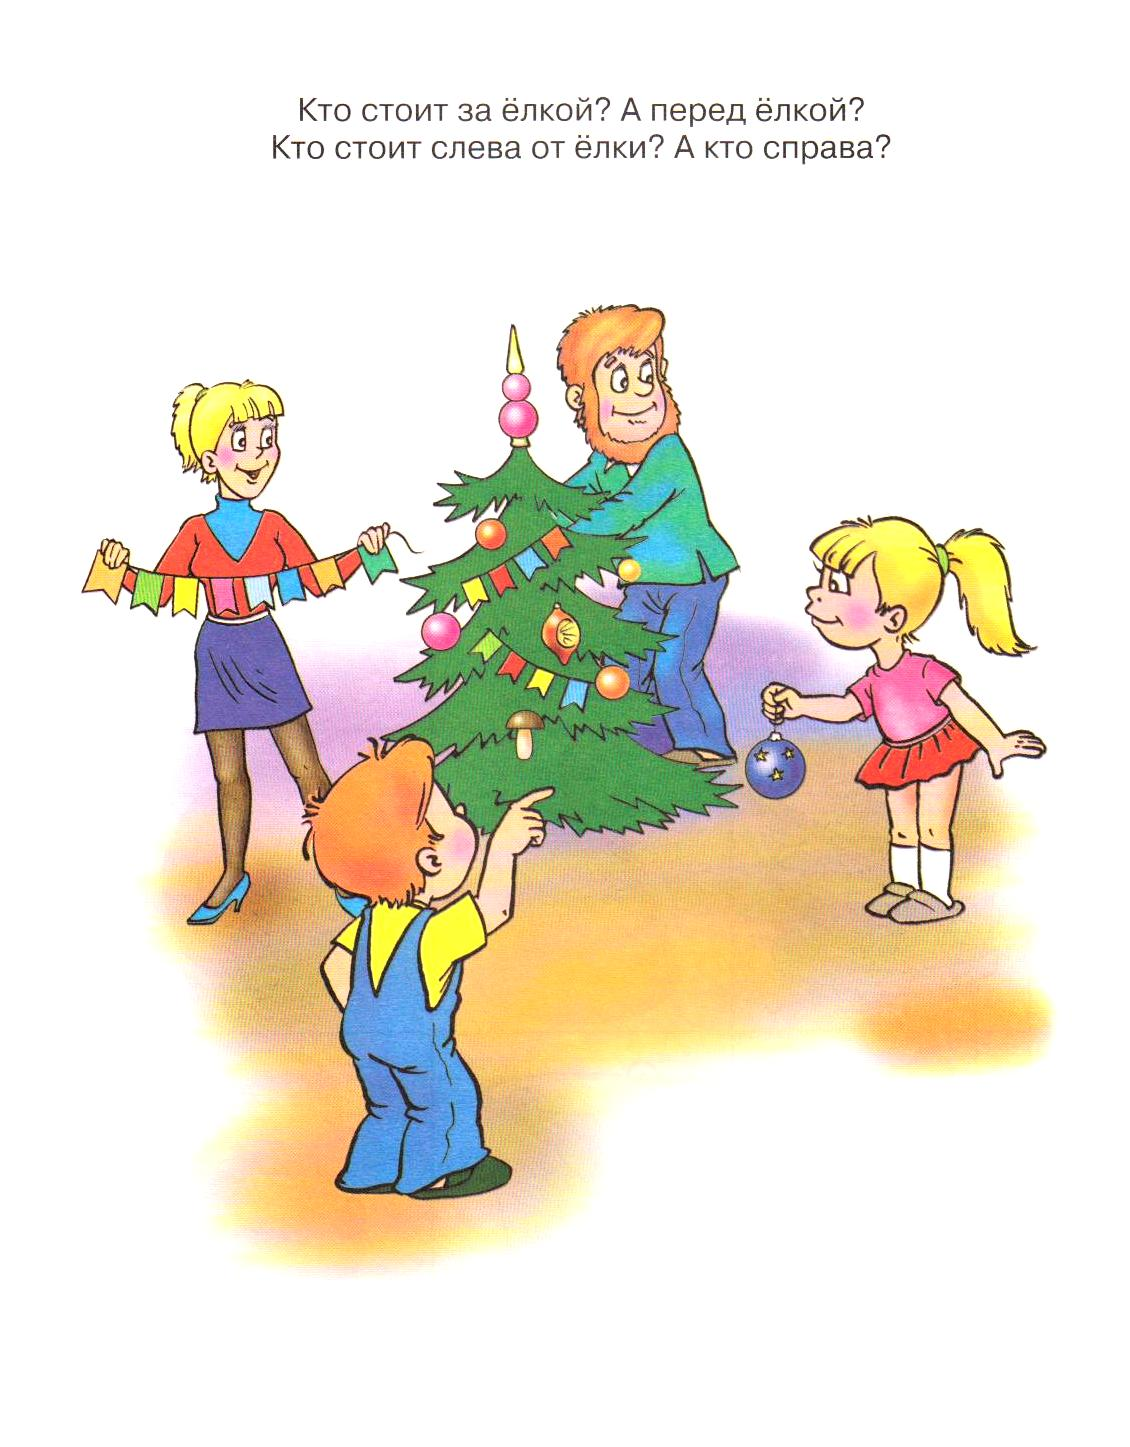 Кто стоит за ёлкой? А перед ёлкой?
Кто стоит слева от ёлки? А кто справа?